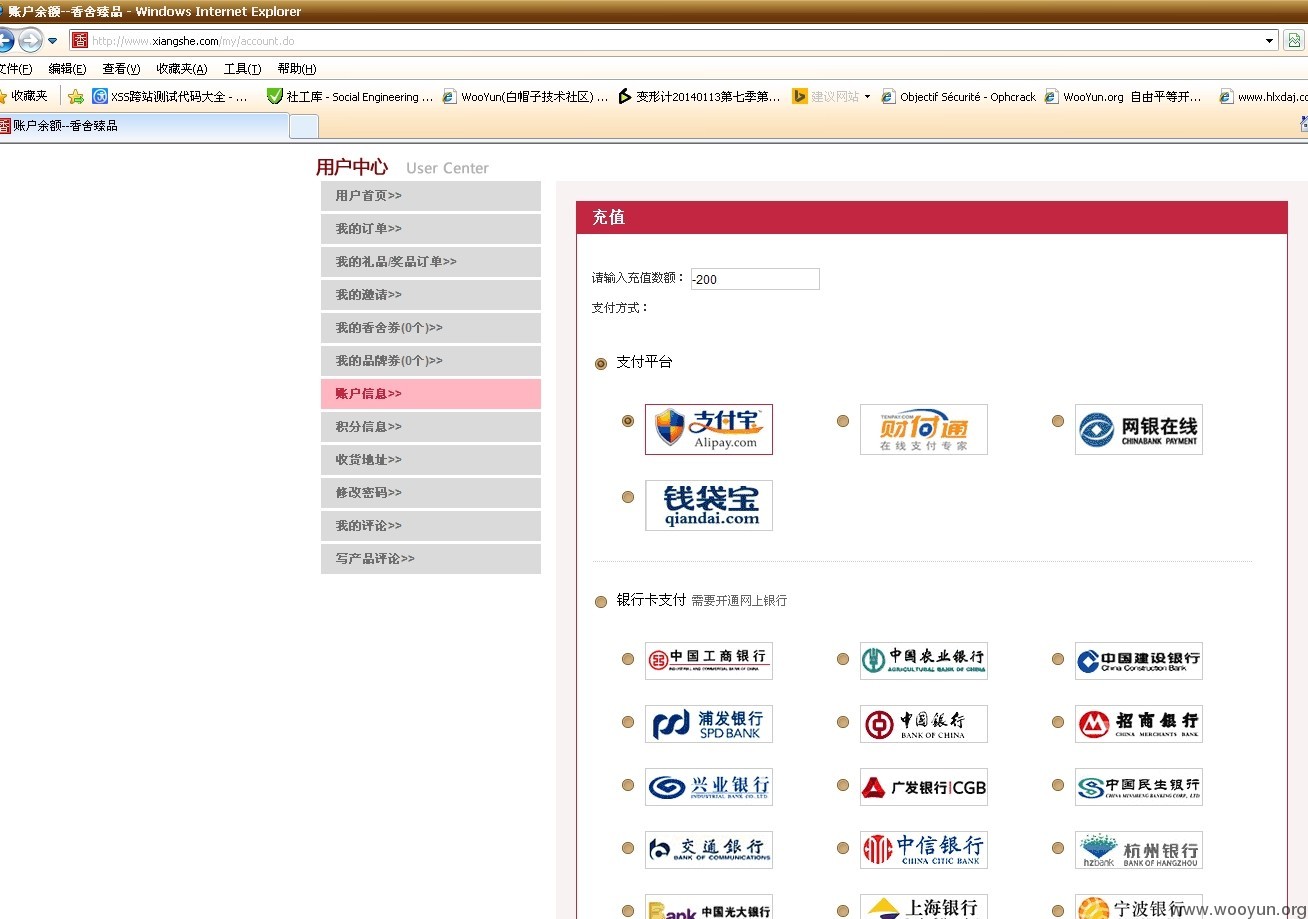 账户余额--香舍臻品 - Windows Internet Explorer
香 http://www.xiangshe.com/my/account.do
文件(F) 编辑(E) 查看(V) 收藏夹(A) 工具(T) 帮助(H)
收藏夹 XSS跨站测试代码大全 - ... 社工库 - Social Engineering ... WooYun(白帽子技术社区) ... 变形计20140113第七季第... 建议网站 Objectif Sécurité - Ophcrack WooYun.org 自由平等开... www.hlxdaj.co
香 账户余额--香舍臻品
用户中心 User Center
用户首页>>
我的订单>>
我的礼品/奖品订单>>
我的邀请>>
我的香舍券(0个)>>
我的品牌券(0个)>>
账户信息>>
积分信息>>
收货地址>>
修改密码>>
我的评论>>
写产品评论>>
充值
请输入充值数额： -200
支付方式：
支付平台
支付宝 Alipay.com
TENPAY.COM 财付通 在线支付专家
网银在线 CHINABANK PAYMENT
钱袋宝 qiandai.com
银行卡支付 需要开通网上银行
中国工商银行 INDUSTRIAL AND COMMERCIAL BANK OF CHINA
中国农业银行 AGRICULTURAL BANK OF CHINA
中国建设银行 China Construction Bank
浦发银行 SPD BANK
中国银行 BANK OF CHINA
招商银行 CHINA MERCHANTS BANK
兴业银行 INDUSTRIAL BANK CO.,LTD
广发银行|CGB
中国民生银行 CHINA MINSHENG BANKING CORP., LTD
交通银行 BANK OF COMMUNICATIONS
中信银行 CHINA CITIC BANK
hzbank 杭州银行 BANK OF HANGZHOU
Bank 中国光大银行
上海银行
宁波银行
www.wooyun.org